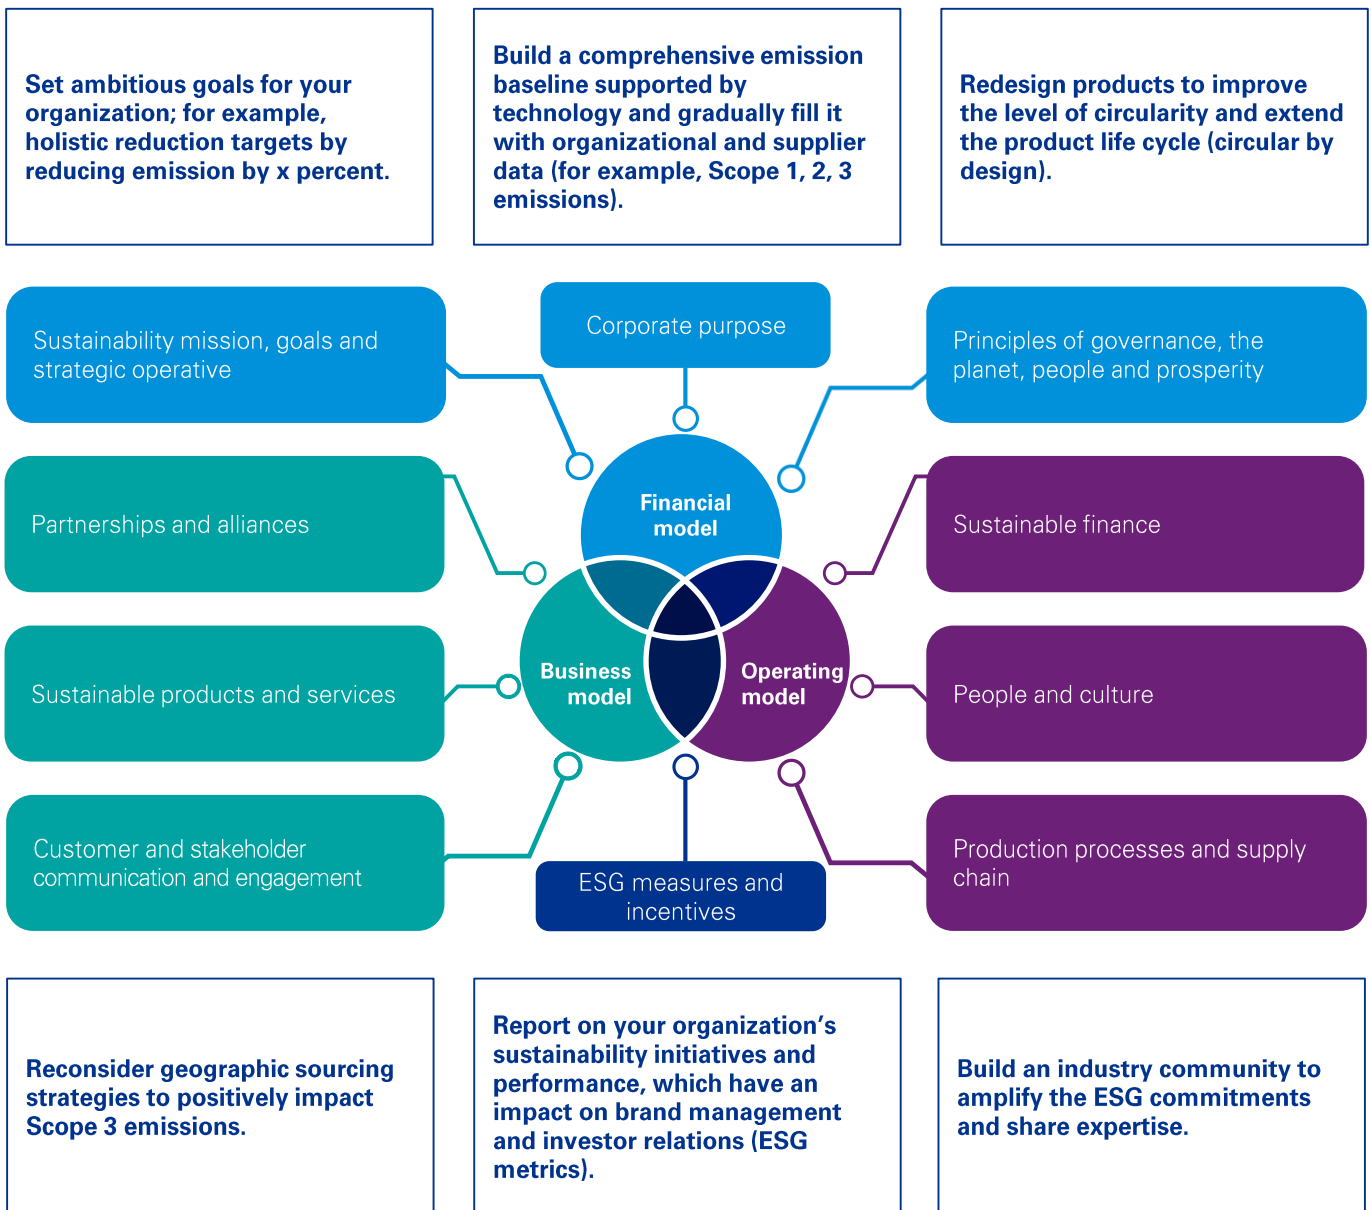 Set ambitious goals for your
organization; for example,
holistic reduction targets by
reducing emission by x percent.
Build a comprehensive emission
baseline supported by
technology and gradually fill it
with organizational and supplier
data (for example, Scope 1, 2, 3
emissions).
Redesign products to improve
the level of circularity and extend
the product life cycle (circular by
design).
Sustainability mission, goals and
strategic operative
Corporate purpose
Principles of governance, the
planet, people and prosperity
Partnerships and alliances
Financial
model
Sustainable finance
Sustainable products and services
Business
model
Operating
model
People and culture
Customer and stakeholder
communication and engagement
ESG measures and
incentives
Production processes and supply
chain
Reconsider geographic sourcing
strategies to positively impact
Scope 3 emissions.
Report on your organization’s
sustainability initiatives and
performance, which have an
impact on brand management
and investor relations (ESG
metrics).
Build an industry community to
amplify the ESG commitments
and share expertise.